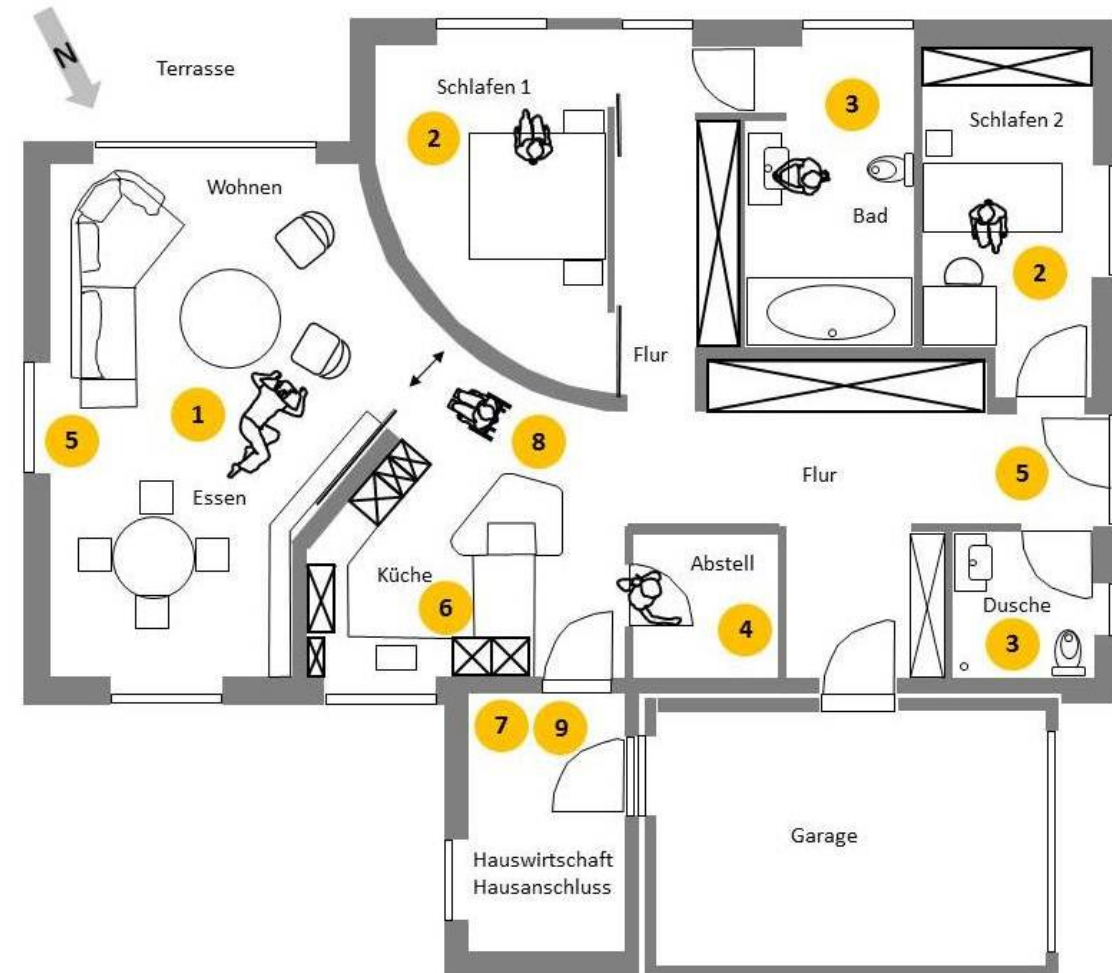 N
Terrasse
Schlafen 1
2
3
Schlafen 2
Wohnen
Bad
2
Flur
1
5
8
5
Flur
Essen
Küche
6
Abstell
4
Dusche
3
7
9
Garage
Hauswirtschaft
Hausanschluss